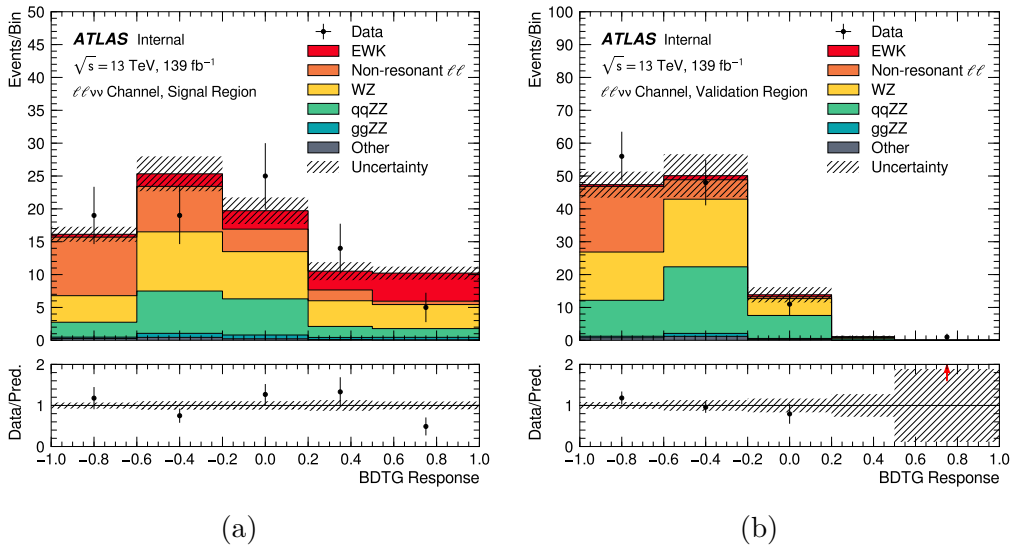 Events/Bin
50
45
40
35
30
25
20
15
10
5
0
ATLAS Internal
√s = 13 TeV, 139 fb⁻¹
ℓℓνν Channel, Signal Region
Data
EWK
Non-resonant ℓℓ
WZ
qqZZ
ggZZ
Other
Uncertainty
Data/Pred.
2
1
0
−1.0 −0.8 −0.6 −0.4 −0.2 0.0 0.2 0.4 0.6 0.8 1.0
BDTG Response
(a)
Events/Bin
100
90
80
70
60
50
40
30
20
10
0
ATLAS Internal
√s = 13 TeV, 139 fb⁻¹
ℓℓνν Channel, Validation Region
Data
EWK
Non-resonant ℓℓ
WZ
qqZZ
ggZZ
Other
Uncertainty
Data/Pred.
2
1
0
−1.0 −0.8 −0.6 −0.4 −0.2 0.0 0.2 0.4 0.6 0.8 1.0
BDTG Response
(b)